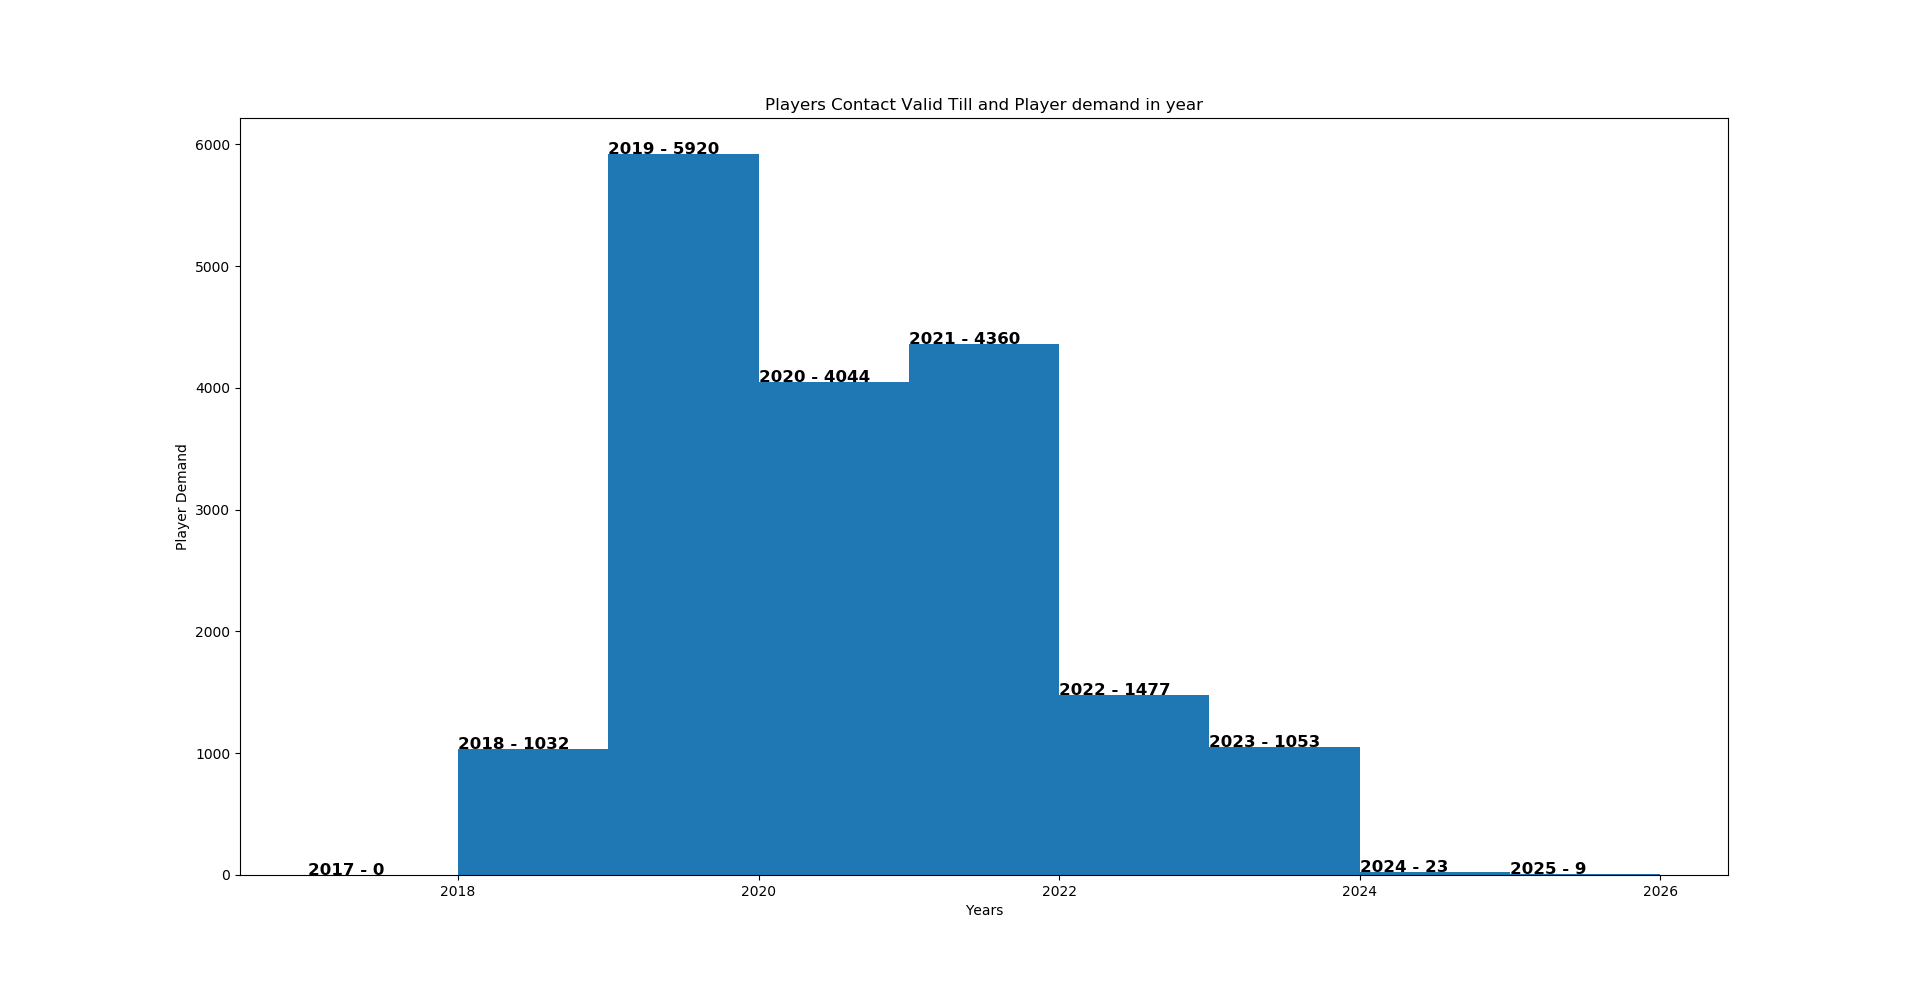 Players Contact Valid Till and Player demand in year
6000
5000
4000
3000
2000
1000
0
Player Demand
2017 - 0
2018 - 1032
2019 - 5920
2020 - 4044
2021 - 4360
2022 - 1477
2023 - 1053
2024 - 23
2025 - 9
2018
2020
2022
2024
2026
Years